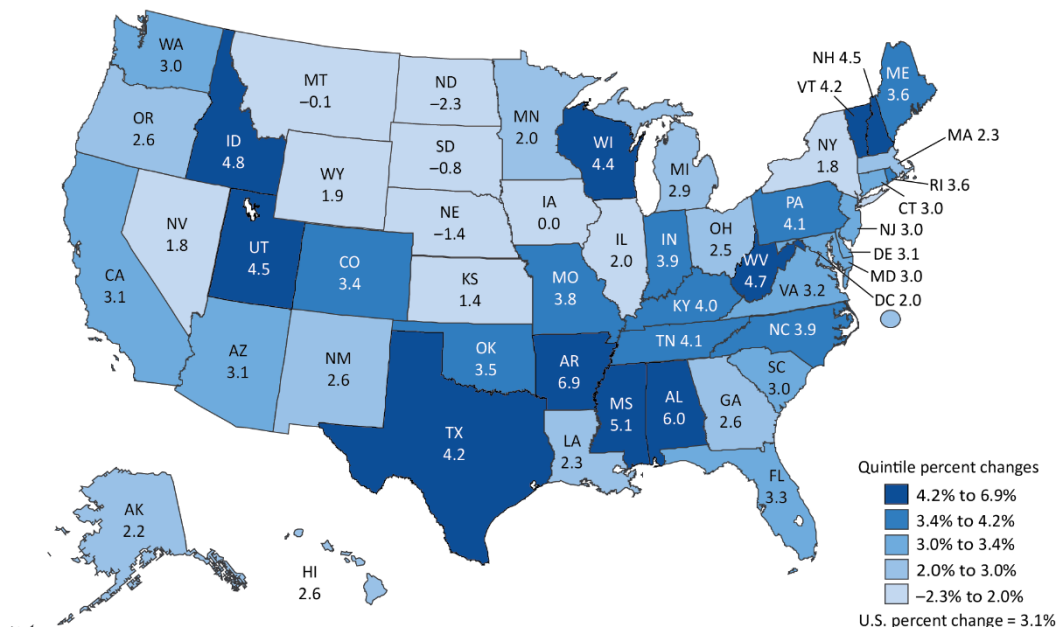 WA
3.0
OR
2.6
CA
3.1
NV
1.8
ID
4.8
MT
−0.1
WY
1.9
UT
4.5
AZ
3.1
CO
3.4
NM
2.6
ND
−2.3
SD
−0.8
NE
−1.4
KS
1.4
OK
3.5
TX
4.2
MN
2.0
IA
0.0
MO
3.8
AR
6.9
LA
2.3
WI
4.4
IL
2.0
MI
2.9
IN
3.9
OH
2.5
KY 4.0
TN 4.1
MS
5.1
AL
6.0
GA
2.6
FL
3.3
SC
3.0
NC 3.9
VA 3.2
WV
4.7
PA
4.1
NY
1.8
VT 4.2
NH 4.5
ME
3.6
MA 2.3
RI 3.6
CT 3.0
NJ 3.0
DE 3.1
MD 3.0
DC 2.0
AK
2.2
HI
2.6
Quintile percent changes
4.2% to 6.9%
3.4% to 4.2%
3.0% to 3.4%
2.0% to 3.0%
−2.3% to 2.0%
U.S. percent change = 3.1%